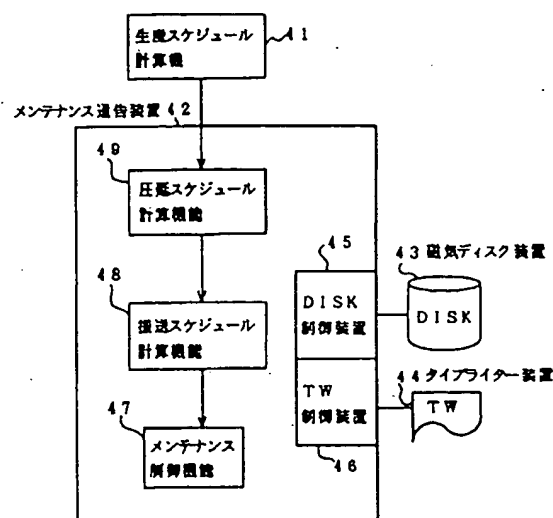 生産スケジュール
計算機
41
メンテナンス通告装置 42
49
圧延スケジュール
計算機能
48
搬送スケジュール
計算機能
47
メンテナンス
制御機能
45
DISK
制御装置
TW
制御装置
46
43 磁気ディスク装置
DISK
44 タイプライター装置
TW